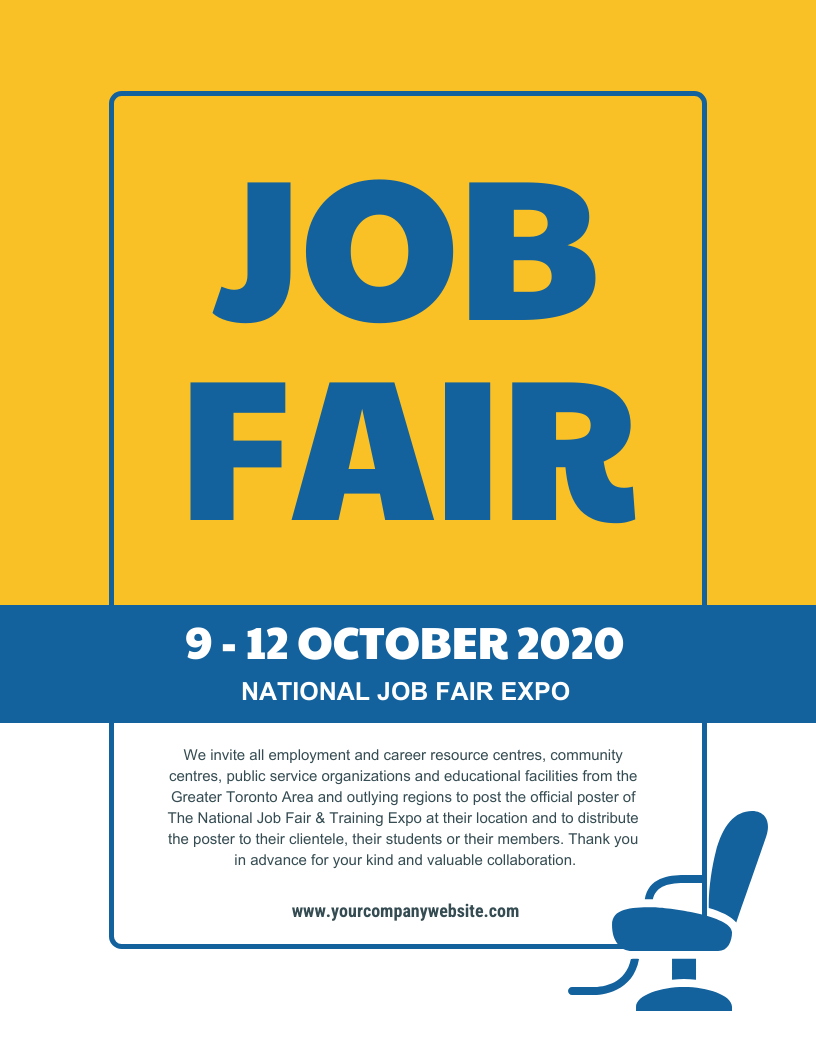 JOB
FAIR
9 - 12 OCTOBER 2020
NATIONAL JOB FAIR EXPO
We invite all employment and career resource centres, community
centres, public service organizations and educational facilities from the
Greater Toronto Area and outlying regions to post the official poster of
The National Job Fair & Training Expo at their location and to distribute
the poster to their clientele, their students or their members. Thank you
in advance for your kind and valuable collaboration.
www.yourcompanywebsite.com